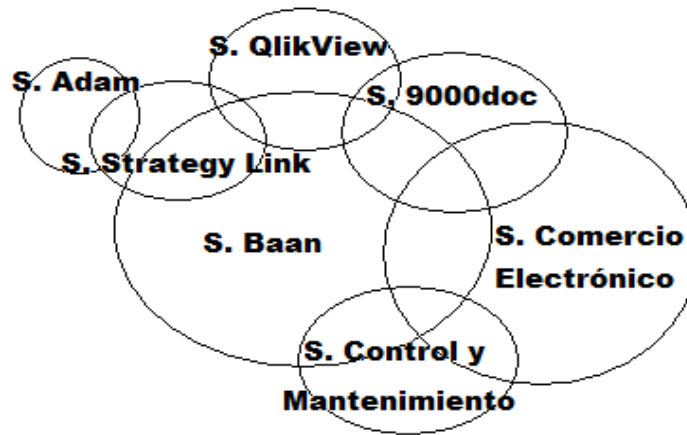 S. QlikView
S. Adam
S. 9000doc
S. Strategy Link
S. Baan
S. Comercio
Electrónico
S. Control y
Mantenimiento